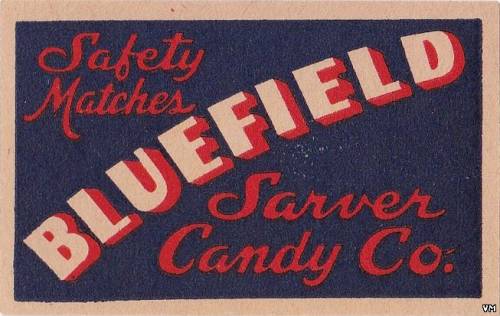 Safety
Matches
BLUEFIELD
Sarver
Candy Co.
VM